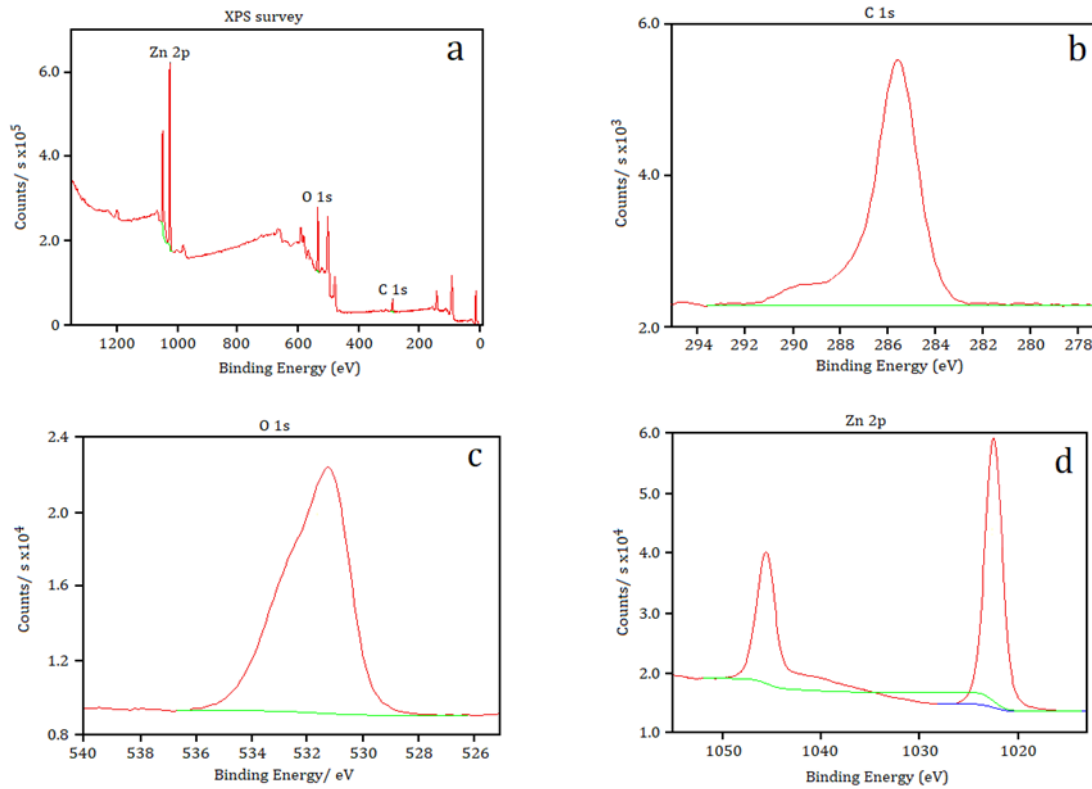 XPS survey
a
Zn 2p
O 1s
C 1s
6.0
4.0
2.0
0
Counts/ s x10⁵
1200 1000 800 600 400 200 0
Binding Energy (eV)
C 1s
b
6.0
4.0
2.0
Counts/ s x10³
294 292 290 288 286 284 282 280 278
Binding Energy (eV)
O 1s
c
2.4
2.0
1.6
1.2
0.8
Counts/ s x10⁴
540 538 536 534 532 530 528 526
Binding Energy/ eV
Zn 2p
d
6.0
5.0
4.0
3.0
2.0
1.0
Counts/ s x10⁴
1050 1040 1030 1020
Binding Energy (eV)